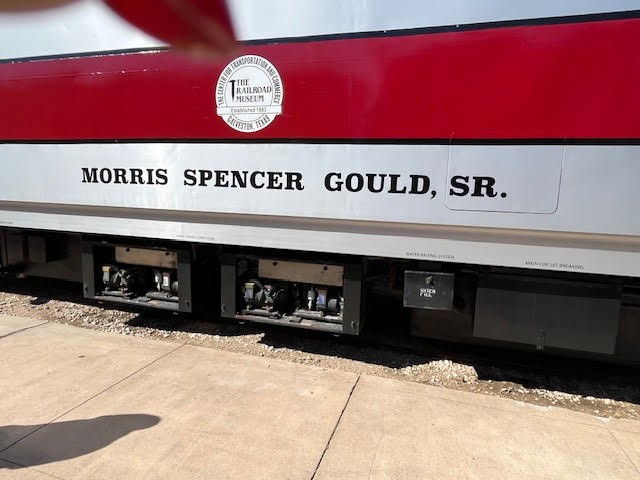 THE CENTER FOR TRANSPORTATION AND COMMERCE
THE
RAILROAD
MUSEUM
Established 1983
GALVESTON, TEXAS
MORRIS SPENCER GOULD, SR.
WATER RAISING SYSTEM
MAIN CIRCUIT BREAKERS
WATER
FILL